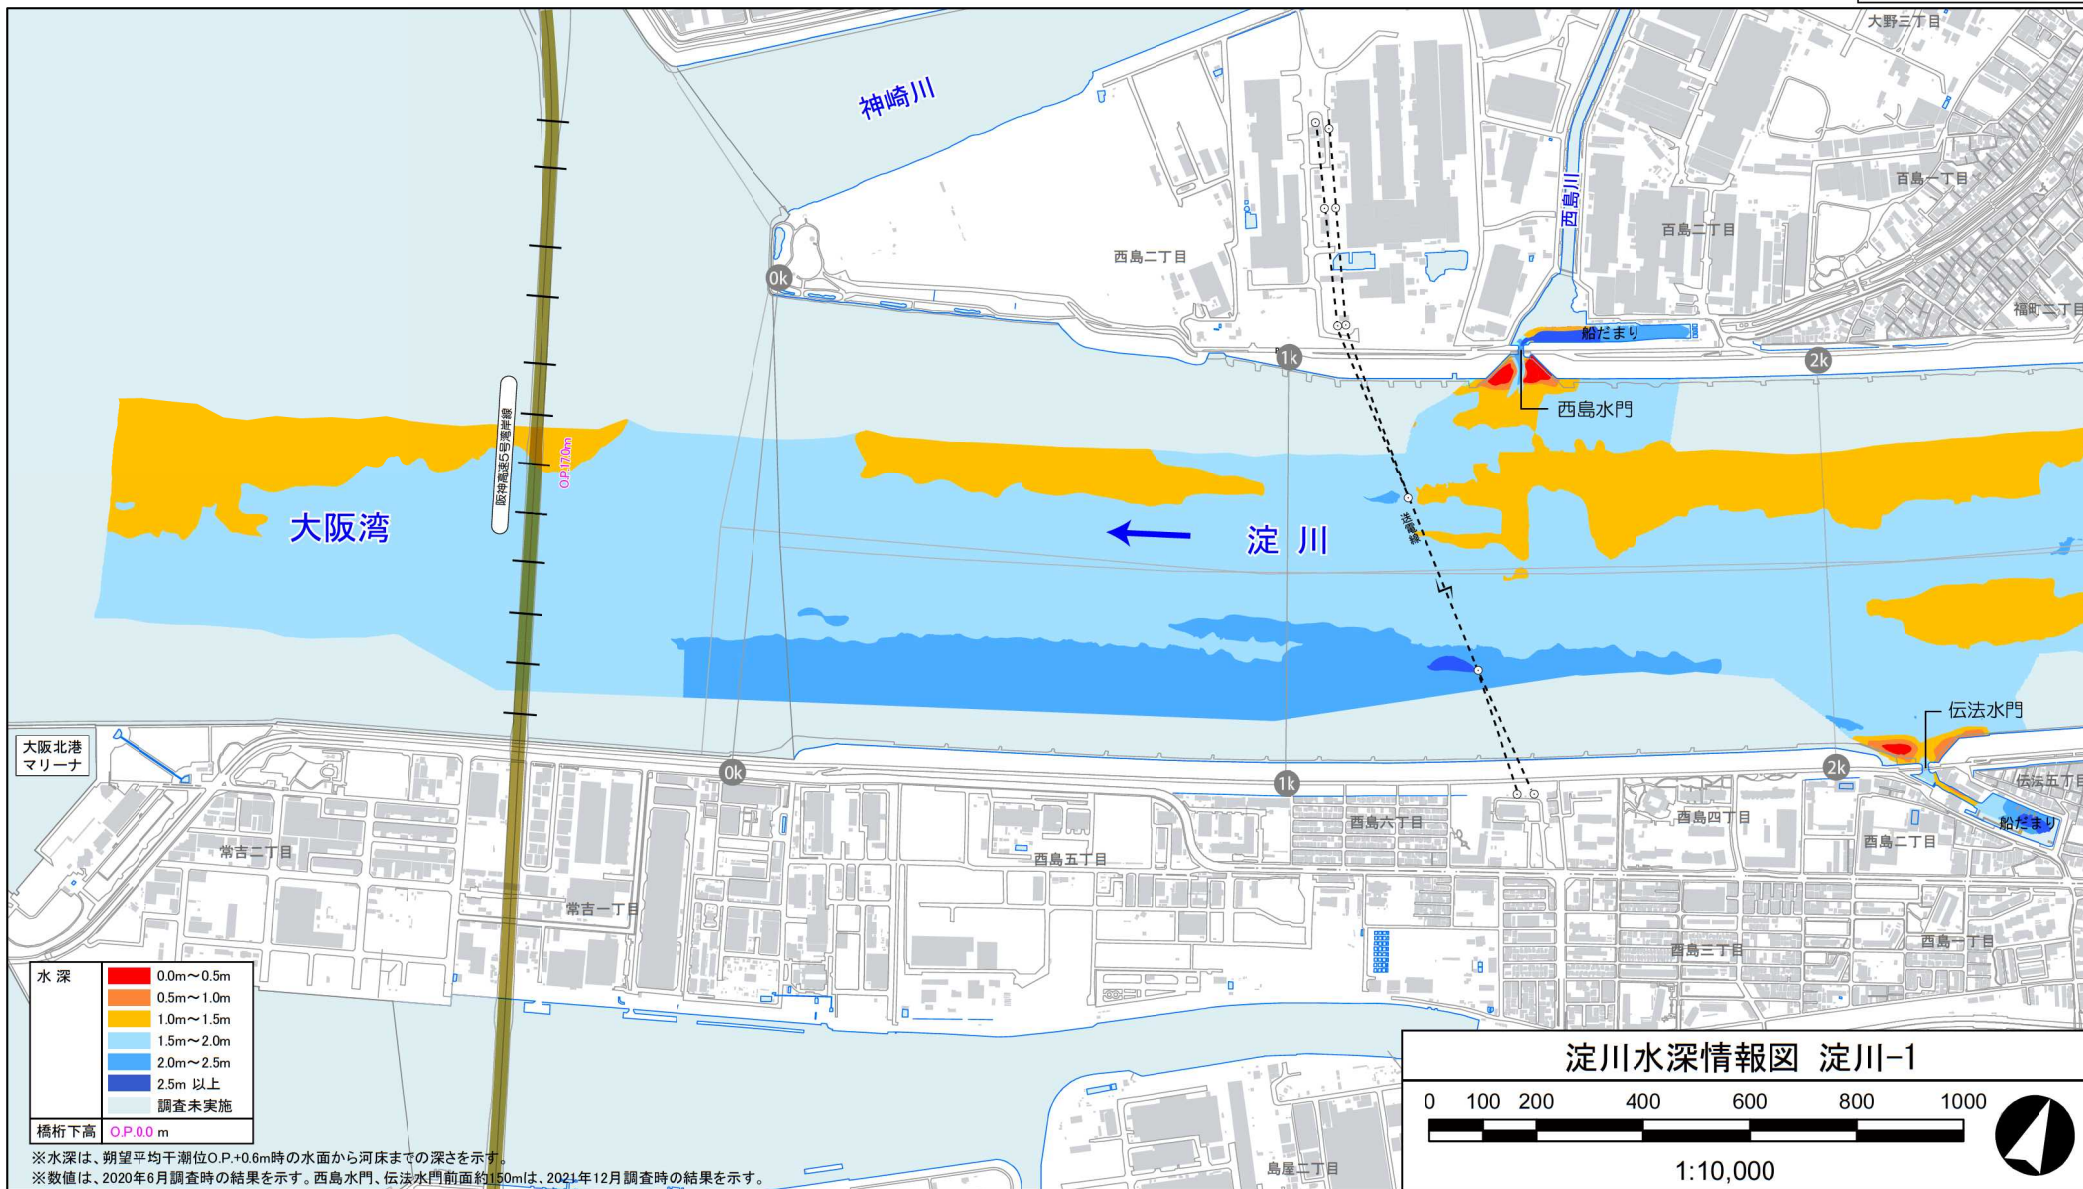 大野三丁目
神崎川
西島川
百島一丁目
百島二丁目
西島二丁目
福町二丁目
0k
1k
2k
船だまり
西島水門
阪神高速5号湾岸線
O.P.17.0m
大阪湾
淀 川
送電線
伝法水門
大阪北港
マリーナ
0k
1k
2k
伝法五丁目
船だまり
常吉二丁目
常吉一丁目
酉島五丁目
酉島六丁目
酉島四丁目
酉島二丁目
酉島三丁目
酉島一丁目
島屋二丁目
水 深
0.0m～0.5m
0.5m～1.0m
1.0m～1.5m
1.5m～2.0m
2.0m～2.5m
2.5m 以上
調査未実施
橋桁下高 O.P.0.0 m
※水深は、朔望平均干潮位O.P.+0.6m時の水面から河床までの深さを示す。
※数値は、2020年6月調査時の結果を示す。西島水門、伝法水門前面約150mは、2021年12月調査時の結果を示す。
淀川水深情報図 淀川-1
0 100 200 400 600 800 1000
1:10,000